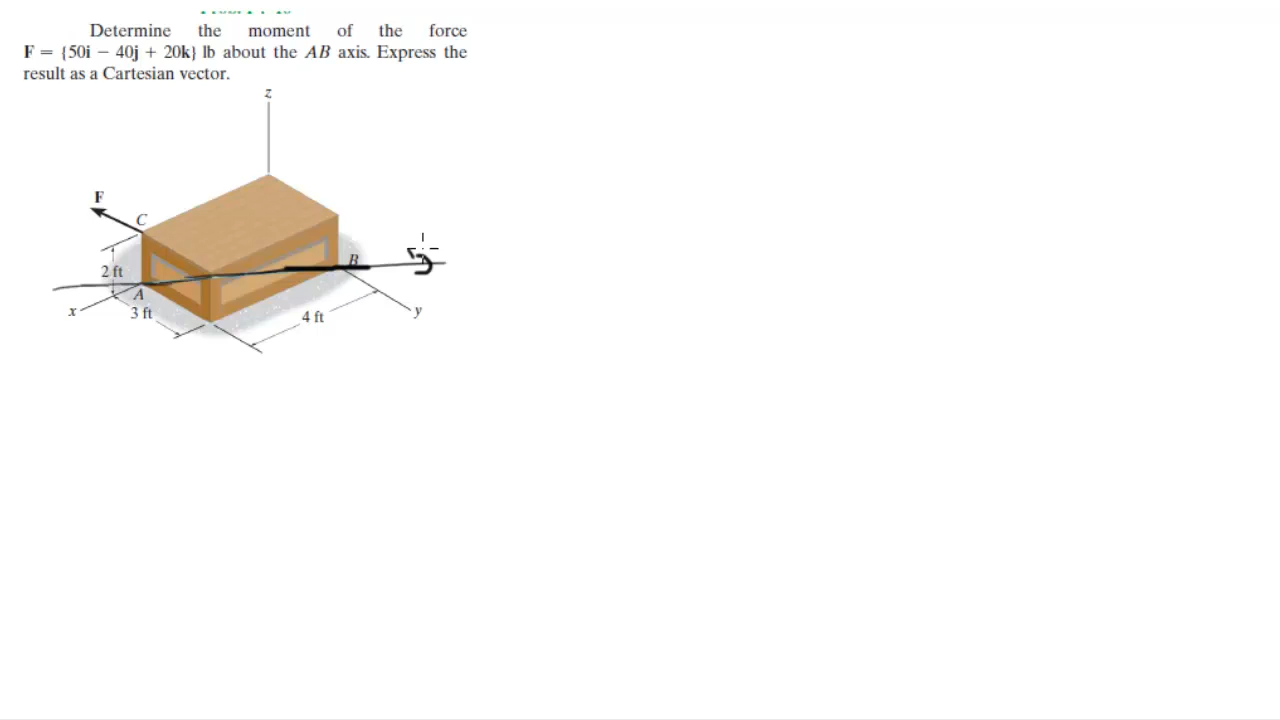 Determine the moment of the force
F = {50i − 40j + 20k} lb about the AB axis. Express the
result as a Cartesian vector.
z
F
C
B
2 ft
A
x
3 ft
4 ft
y